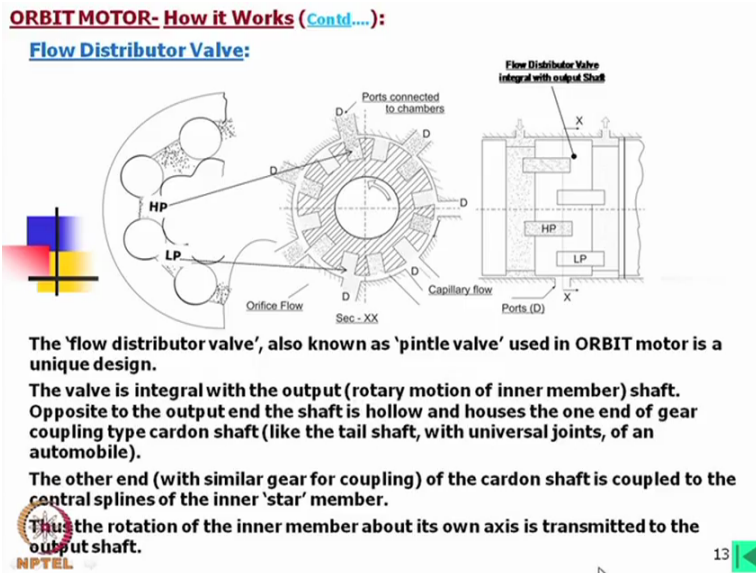 ORBIT MOTOR- How it Works (Contd....):
Flow Distributor Valve:
Flow Distributor Valve
integral with output Shaft
Ports connected
to chambers
D
D
D
D
D
D
X
HP
HP
LP
LP
Capillary flow
Orifice Flow
Sec - XX
Ports (D)
X
The ‘flow distributor valve’, also known as ‘pintle valve’ used in ORBIT motor is a
unique design.
The valve is integral with the output (rotary motion of inner member) shaft.
Opposite to the output end the shaft is hollow and houses the one end of gear
coupling type cardon shaft (like the tail shaft, with universal joints, of an
automobile).
The other end (with similar gear for coupling) of the cardon shaft is coupled to the
central splines of the inner ‘star’ member.
Thus the rotation of the inner member about its own axis is transmitted to the
output shaft.
13
NPTEL